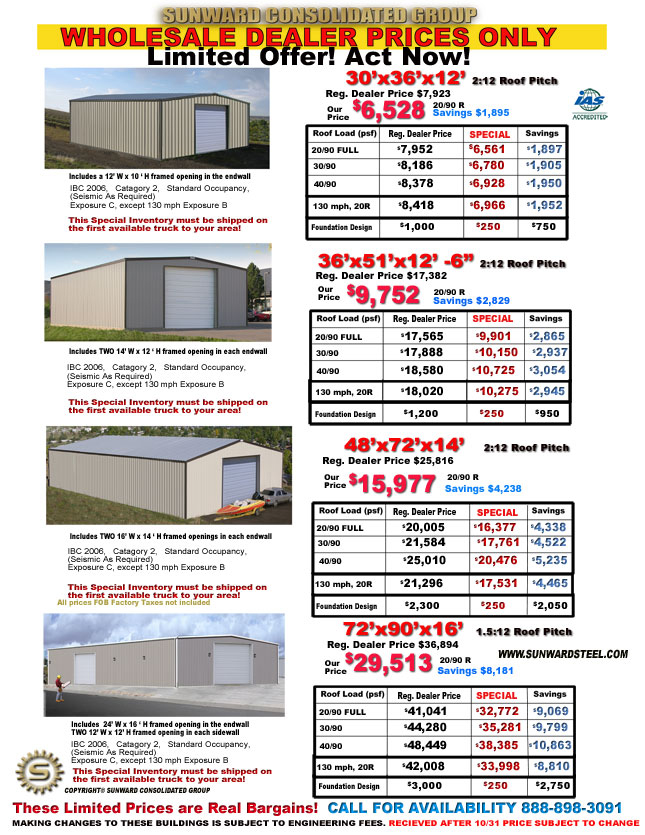 SUNWARD CONSOLIDATED GROUP
WHOLESALE DEALER PRICES ONLY
Limited Offer! Act Now!
30'x36'x12' 2:12 Roof Pitch
Reg. Dealer Price $7,923
Our Price $6,528 20/90 R Savings $1,895
IAS ACCREDITED
Roof Load (psf) Reg. Dealer Price SPECIAL Savings
20/90 FULL $7,952 $6,561 $1,897
30/90 $8,186 $6,780 $1,905
40/90 $8,378 $6,928 $1,950
130 mph, 20R $8,418 $6,966 $1,952
Foundation Design $1,000 $250 $750
Includes a 12' W x 10 ' H framed opening in the endwall
IBC 2006, Catagory 2, Standard Occupancy,
(Seismic As Required)
Exposure C, except 130 mph Exposure B
This Special Inventory must be shipped on
the first available truck to your area!
36'x51'x12' -6" 2:12 Roof Pitch
Reg. Dealer Price $17,382
Our Price $9,752 20/90 R Savings $2,829
Roof Load (psf) Reg. Dealer Price SPECIAL Savings
20/90 FULL $17,565 $9,901 $2,865
30/90 $17,888 $10,150 $2,937
40/90 $18,580 $10,725 $3,054
130 mph, 20R $18,020 $10,275 $2,945
Foundation Design $1,200 $250 $950
Includes TWO 14' W x 12 ' H framed opening in each endwall
IBC 2006, Catagory 2, Standard Occupancy,
(Seismic As Required)
Exposure C, except 130 mph Exposure B
This Special Inventory must be shipped on
the first available truck to your area!
48'x72'x14' 2:12 Roof Pitch
Reg. Dealer Price $25,816
Our Price $15,977 20/90 R Savings $4,238
Roof Load (psf) Reg. Dealer Price SPECIAL Savings
20/90 FULL $20,005 $16,377 $4,338
30/90 $21,584 $17,761 $4,522
40/90 $25,010 $20,476 $5,235
130 mph, 20R $21,296 $17,531 $4,465
Foundation Design $2,300 $250 $2,050
Includes TWO 16' W x 14 ' H framed openings in each endwall
IBC 2006, Catagory 2, Standard Occupancy,
(Seismic As Required)
Exposure C, except 130 mph Exposure B
This Special Inventory must be shipped on
the first available truck to your area!
All prices FOB Factory Taxes not included
72'x90'x16' 1.5:12 Roof Pitch
Reg. Dealer Price $36,894
WWW.SUNWARDSTEEL.COM
Our Price $29,513 20/90 R Savings $8,181
Roof Load (psf) Reg. Dealer Price SPECIAL Savings
20/90 FULL $41,041 $32,772 $9,069
30/90 $44,280 $35,281 $9,799
40/90 $48,449 $38,385 $10,863
130 mph, 20R $42,008 $33,998 $8,810
Foundation Design $3,000 $250 $2,750
Includes 24' W x 16 ' H framed opening in the endwall
TWO 12' W x 12' H framed opening in each sidewall
IBC 2006, Catagory 2, Standard Occupancy,
(Seismic As Required)
Exposure C, except 130 mph Exposure B
This Special Inventory must be shipped on
the first available truck to your area!
S
COPYRIGHT® SUNWARD CONSOLIDATED GROUP
These Limited Prices are Real Bargains! CALL FOR AVAILABILITY 888-898-3091
MAKING CHANGES TO THESE BUILDINGS IS SUBJECT TO ENGINEERING FEES. RECIEVED AFTER 10/31 PRICE SUBJECT TO CHANGE